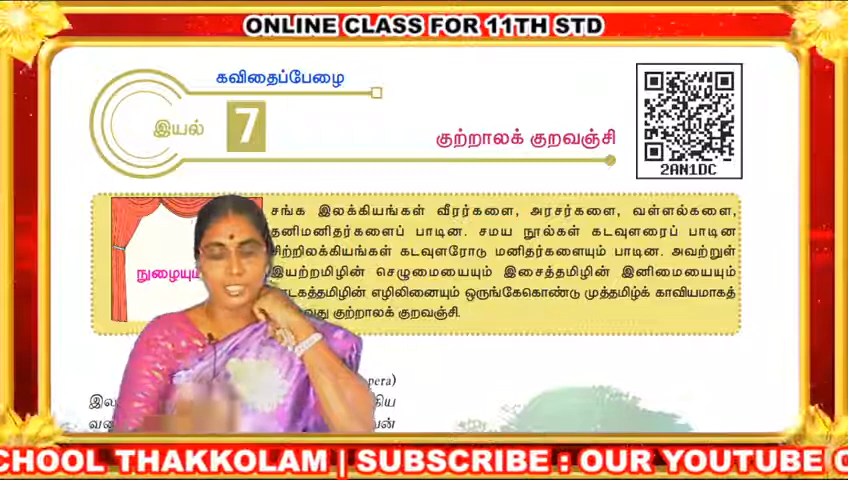 ONLINE CLASS FOR 11TH STD
கவிதைப்பேழை
இயல் 7
குற்றாலக் குறவஞ்சி
2AN1DC
சங்க இலக்கியங்கள் வீரர்களை, அரசர்களை, வள்ளல்களை,
தனிமனிதர்களைப் பாடின. சமய நூல்கள் கடவுளரைப் பாடின
சிற்றிலக்கியங்கள் கடவுளரோடு மனிதர்களையும் பாடின. அவற்றுள்
நுழையும்
இயற்றமிழின் செழுமையையும் இசைத்தமிழின் இனிமையையும்
எழிலினையும் ஒருங்கேகொண்டு முத்தமிழ்க் காவியமாகத்
குற்றாலக் குறவஞ்சி.
pera)
CHOOL THAKKOLAM | SUBSCRIBE : OUR YOUTUBE C